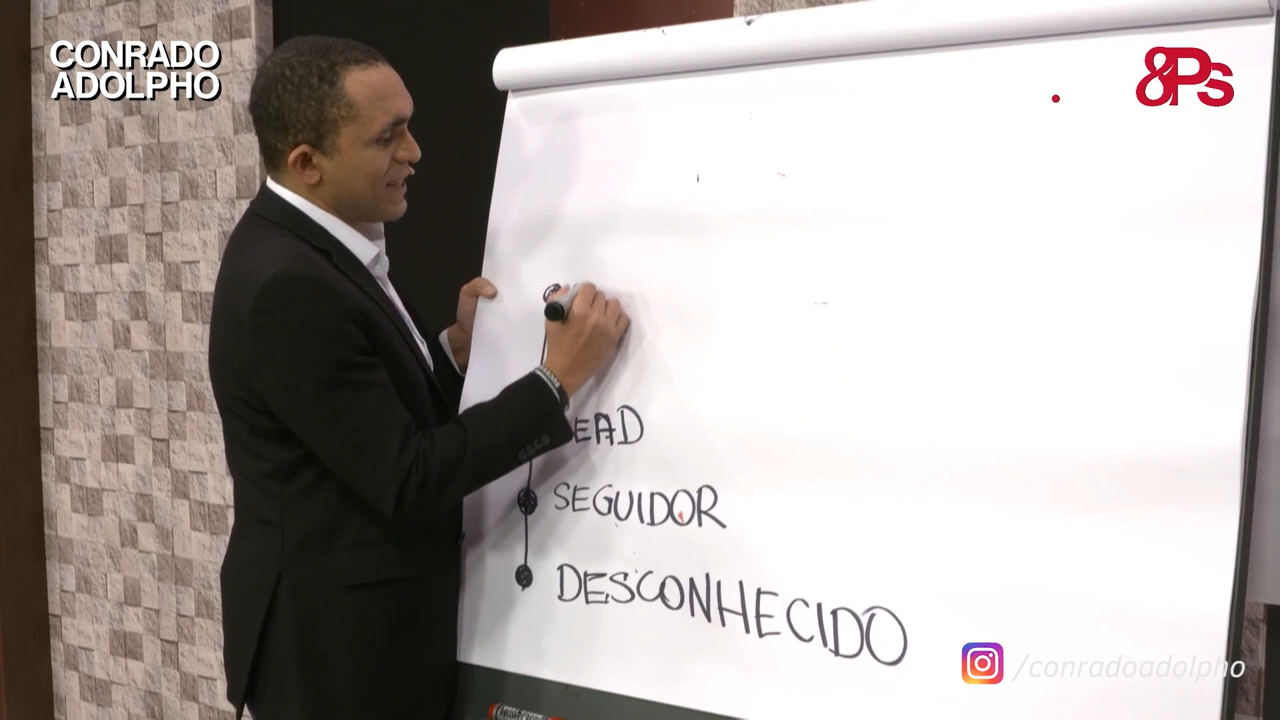 CONRADO
ADOLPHO
8Ps
EAD
SEGUIDOR
DESCONHECIDO
/conradoadolpho